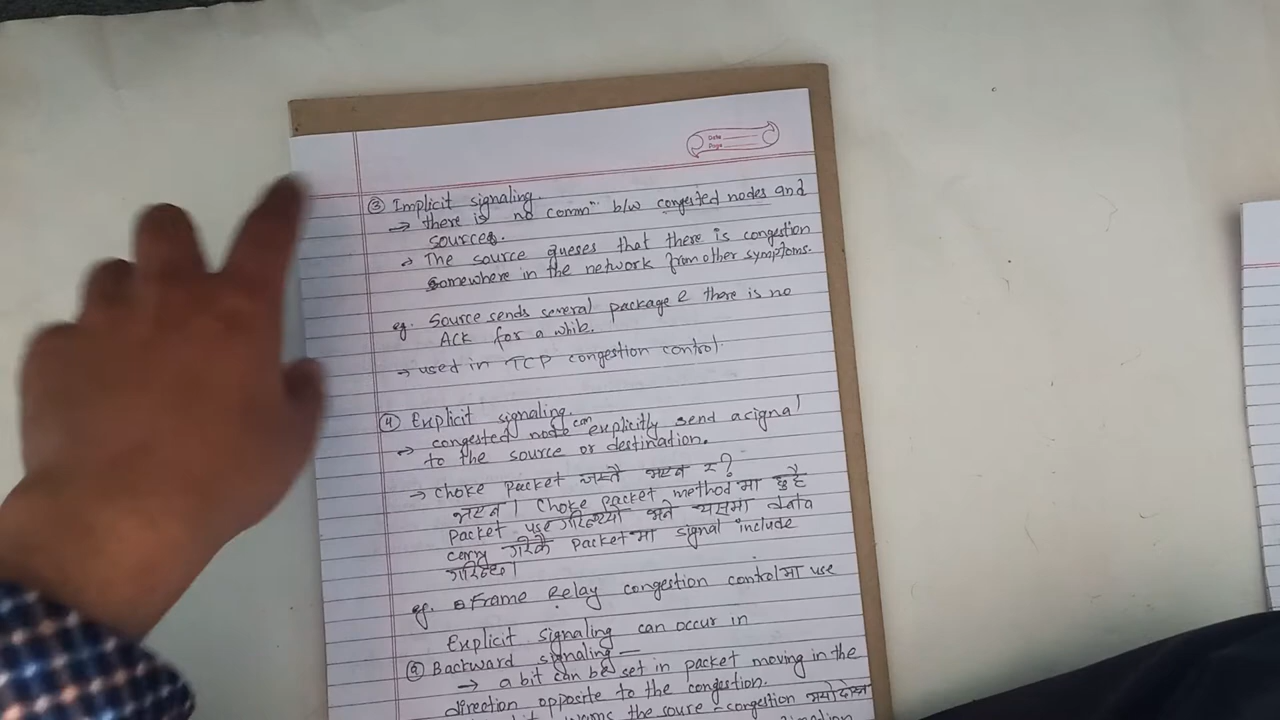 Date
Page
③ Implicit signaling.
→ there is no commⁿ b/w congested nodes and
sources.
→ The source queses that there is congestion
somewhere in the network from other symptoms.
eg. Source sends several package & there is no
ACK for a while.
→ used in TCP congestion control.
④ Explicit signaling.
→ congested node can explicitly send a signal
to the source or destination.
→ choke packet जस्तै भएन र?
भएन। Choke packet method मा छुट्टै
packet use गरिन्थ्यो भने यसमा data
carry गरेकै packet मा signal include
गरिन्छ।
eg. Frame Relay congestion control मा use
Explicit signaling can occur in
ⓐ Backward signaling —
→ a bit can be set in packet moving in the
direction opposite to the congestion.
warns the sourse - congestion